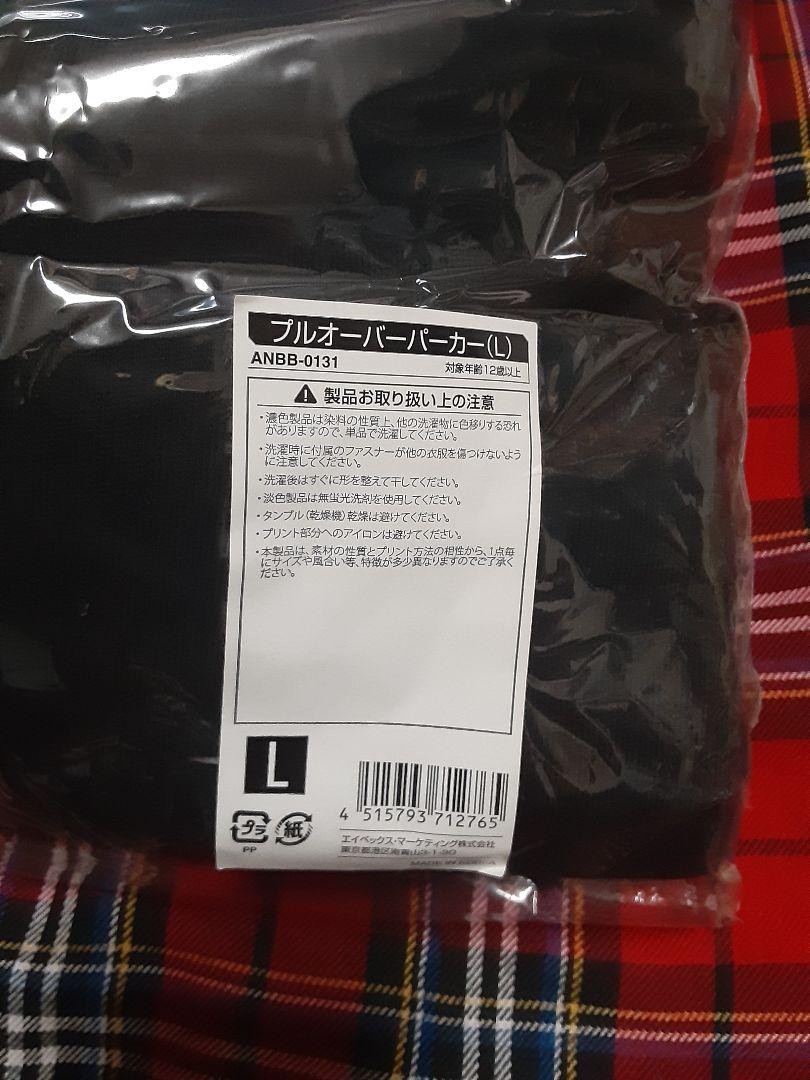 プルオーバーパーカー(L)
ANBB-0131
対象年齢12歳以上
製品お取り扱い上の注意
・濃色製品は染料の性質上、他の洗濯物に色移りする恐れ
がありますので、単品で洗濯してください。
・洗濯時に付属のファスナーが他の衣服を傷つけないよう
に注意してください。
・洗濯後はすぐに形を整えて干してください。
・淡色製品は無蛍光洗剤を使用してください。
・タンブル(乾燥機)乾燥は避けてください。
・プリント部分へのアイロンは避けてください。
・本製品は、素材の性質とプリント方法の相性から、1点毎
にサイズや風合い等、特徴が多少異なりますのでご了承く
ださい。
L
4 515793 712765
プラ
紙
PP
エイベックス・マーケティング株式会社
東京都港区南青山3-1-30
MADE IN